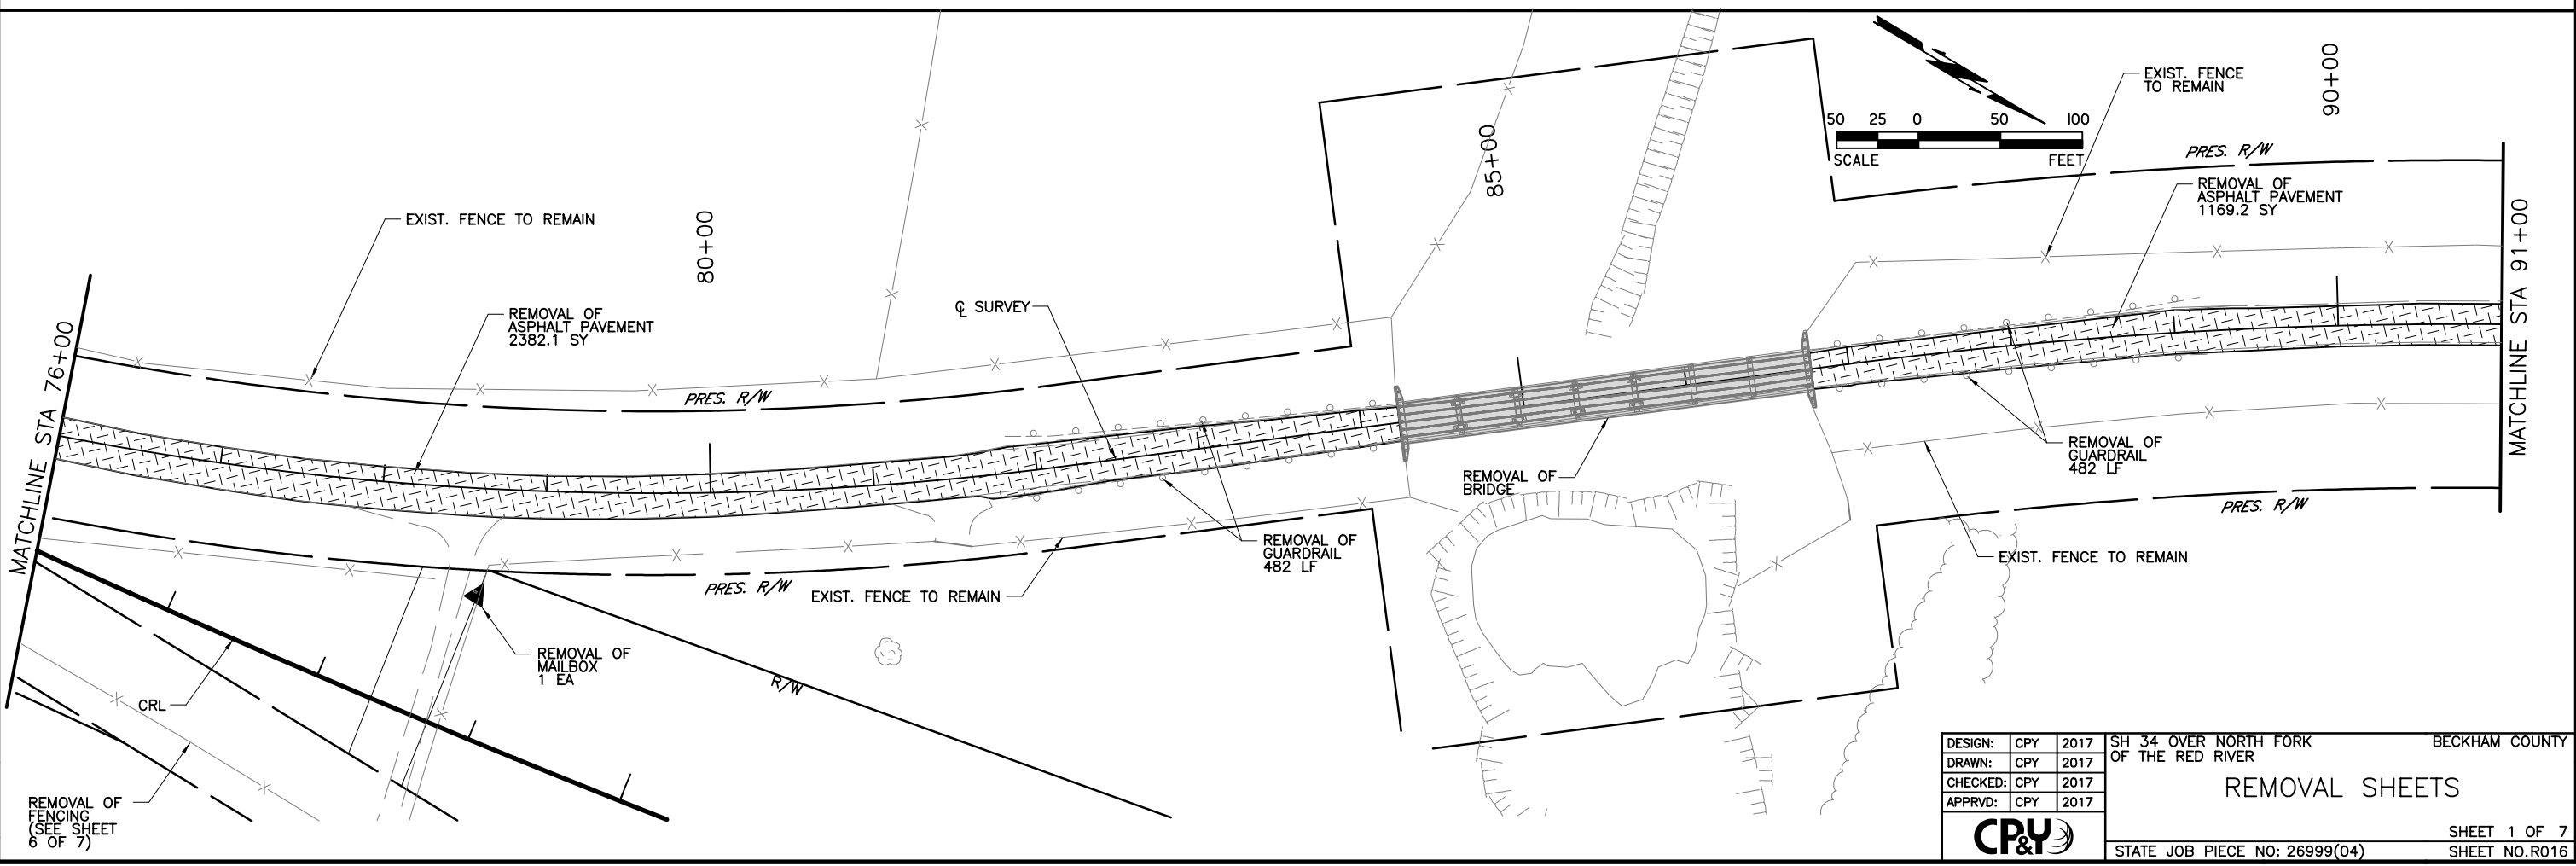 90+00
EXIST. FENCE
TO REMAIN
50 25 0 50 100
SCALE FEET
85+00
PRES. R/W
REMOVAL OF
ASPHALT PAVEMENT
1169.2 SY
80+00
EXIST. FENCE TO REMAIN
MATCHLINE STA 91+00
℄ SURVEY
REMOVAL OF
ASPHALT PAVEMENT
2382.1 SY
MATCHLINE STA 76+00
PRES. R/W
REMOVAL OF
GUARDRAIL
482 LF
REMOVAL OF
BRIDGE
PRES. R/W
REMOVAL OF
GUARDRAIL
482 LF
EXIST. FENCE TO REMAIN
PRES. R/W
EXIST. FENCE TO REMAIN
REMOVAL OF
MAILBOX
1 EA
R/W
CRL
REMOVAL OF
FENCING
(SEE SHEET
6 OF 7)
DESIGN: CPY 2017
DRAWN: CPY 2017
CHECKED: CPY 2017
APPRVD: CPY 2017
CP&Y
SH 34 OVER NORTH FORK
OF THE RED RIVER
BECKHAM COUNTY
REMOVAL SHEETS
SHEET 1 OF 7
STATE JOB PIECE NO: 26999(04)
SHEET NO.R016